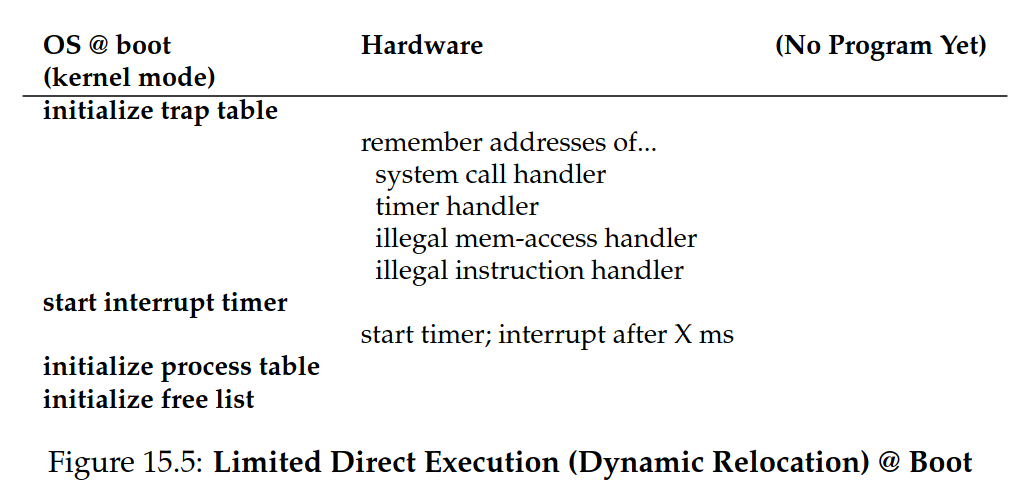 OS @ boot Hardware (No Program Yet)
(kernel mode)
initialize trap table
remember addresses of...
system call handler
timer handler
illegal mem-access handler
illegal instruction handler
start interrupt timer
start timer; interrupt after X ms
initialize process table
initialize free list
Figure 15.5: Limited Direct Execution (Dynamic Relocation) @ Boot